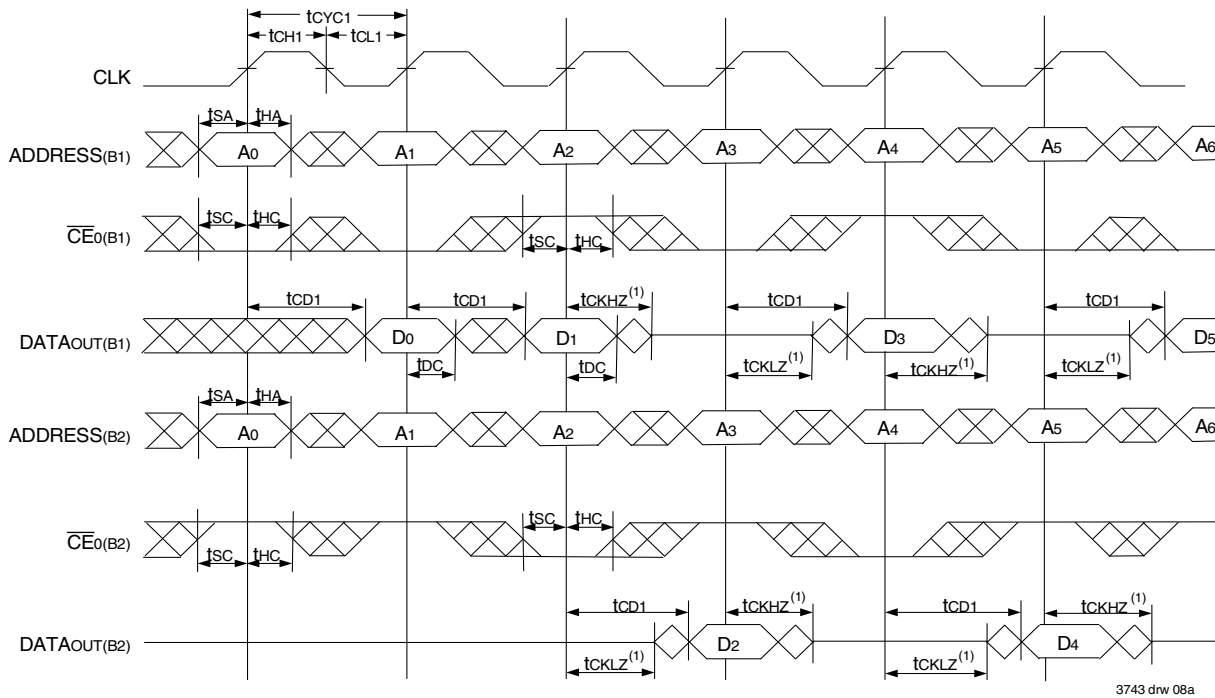 tCYC1
tCH1 tCL1
CLK
tSA tHA
ADDRESS(B1) A0 A1 A2 A3 A4 A5 A6
tSC tHC
CE0(B1)
tSC tHC
tCD1 tCD1 tCKHZ(1) tCD1 tCD1
DATAOUT(B1) D0 D1 D3 D5
tDC tDC tCKLZ(1) tCKHZ(1) tCKLZ(1)
tSA tHA
ADDRESS(B2) A0 A1 A2 A3 A4 A5 A6
tSC tHC
CE0(B2)
tSC tHC
tCD1 tCKHZ(1) tCD1 tCKHZ(1)
DATAOUT(B2) D2 D4
tCKLZ(1) tCKLZ(1)
3743 drw 08a